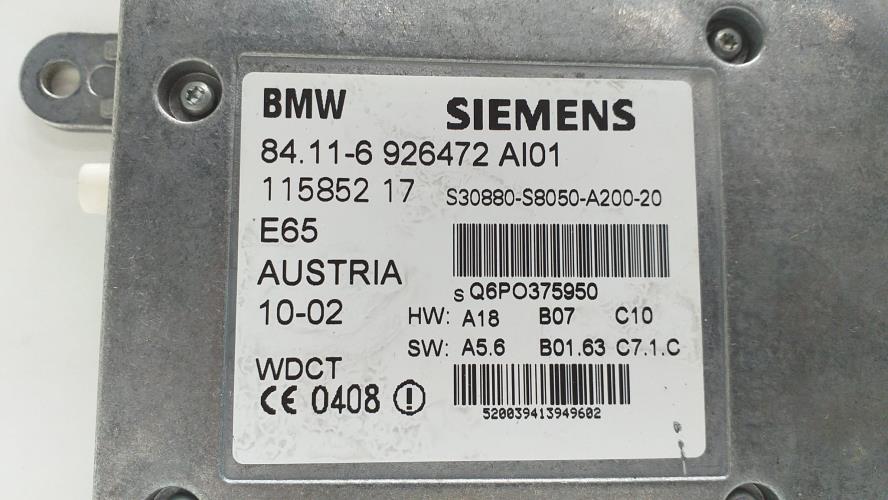 BMW SIEMENS
84.11-6 926472 AI01
115852 17 S30880-S8050-A200-20
E65
AUSTRIA
S Q6PO375950
10-02 HW: A18 B07 C10
SW: A5.6 B01.63 C7.1.C
WDCT
CE 0408
520039413949602